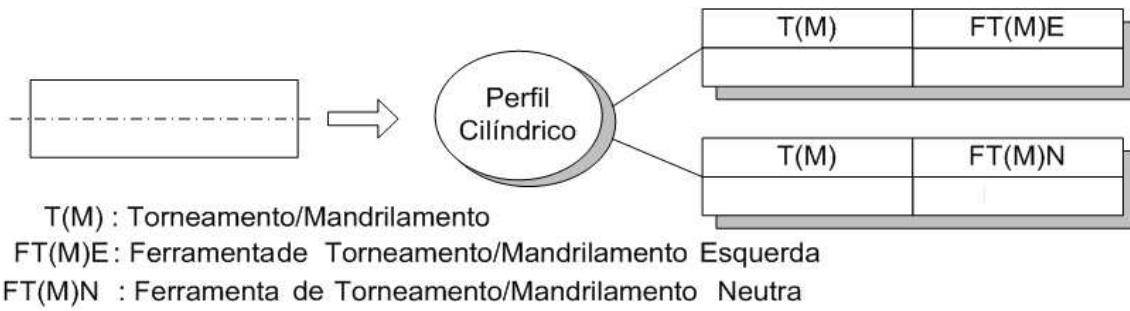 T(M) FT(M)E
Perfil
Cilíndrico
T(M) FT(M)N
T(M) : Torneamento/Mandrilamento
FT(M)E : Ferramentade Torneamento/Mandrilamento Esquerda
FT(M)N : Ferramenta de Torneamento/Mandrilamento Neutra